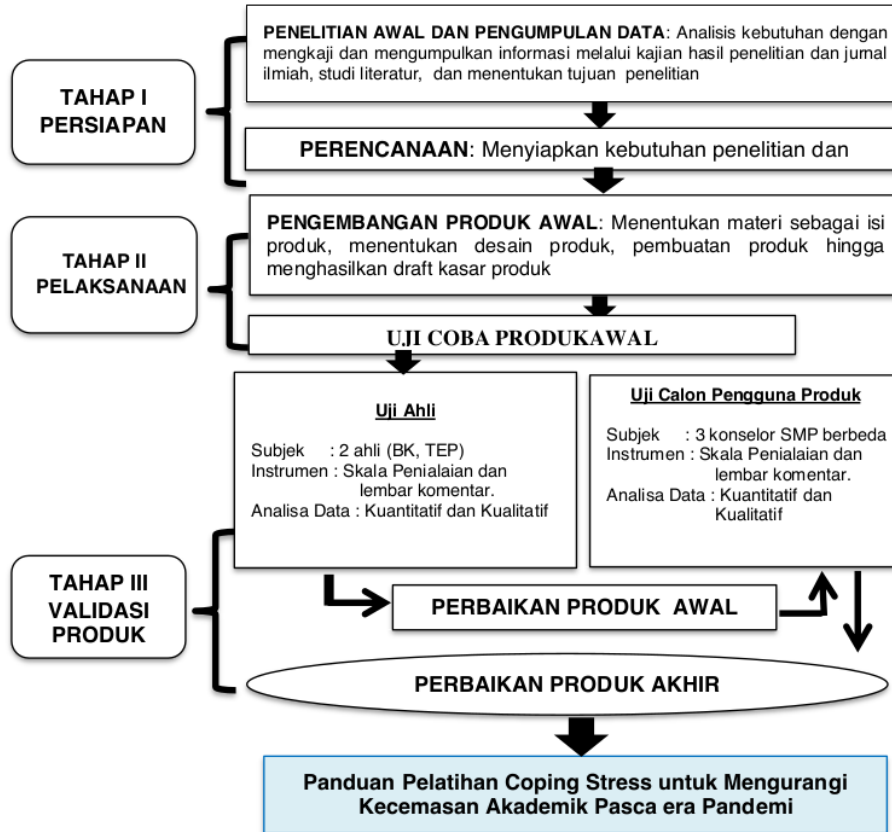 TAHAP I
PERSIAPAN
PENELITIAN AWAL DAN PENGUMPULAN DATA: Analisis kebutuhan dengan
mengkaji dan mengumpulkan informasi melalui kajian hasil penelitian dan jurnal
ilmiah, studi literatur, dan menentukan tujuan penelitian
PERENCANAAN: Menyiapkan kebutuhan penelitian dan
TAHAP II
PELAKSANAAN
PENGEMBANGAN PRODUK AWAL: Menentukan materi sebagai isi
produk, menentukan desain produk, pembuatan produk hingga
menghasilkan draft kasar produk
UJI COBA PRODUKAWAL
TAHAP III
VALIDASI
PRODUK
Uji Ahli
Subjek : 2 ahli (BK, TEP)
Instrumen : Skala Penialaian dan
lembar komentar.
Analisa Data : Kuantitatif dan Kualitatif
Uji Calon Pengguna Produk
Subjek : 3 konselor SMP berbeda
Instrumen : Skala Penialaian dan
lembar komentar.
Analisa Data : Kuantitatif dan
Kualitatif
PERBAIKAN PRODUK AWAL
PERBAIKAN PRODUK AKHIR
Panduan Pelatihan Coping Stress untuk Mengurangi
Kecemasan Akademik Pasca era Pandemi